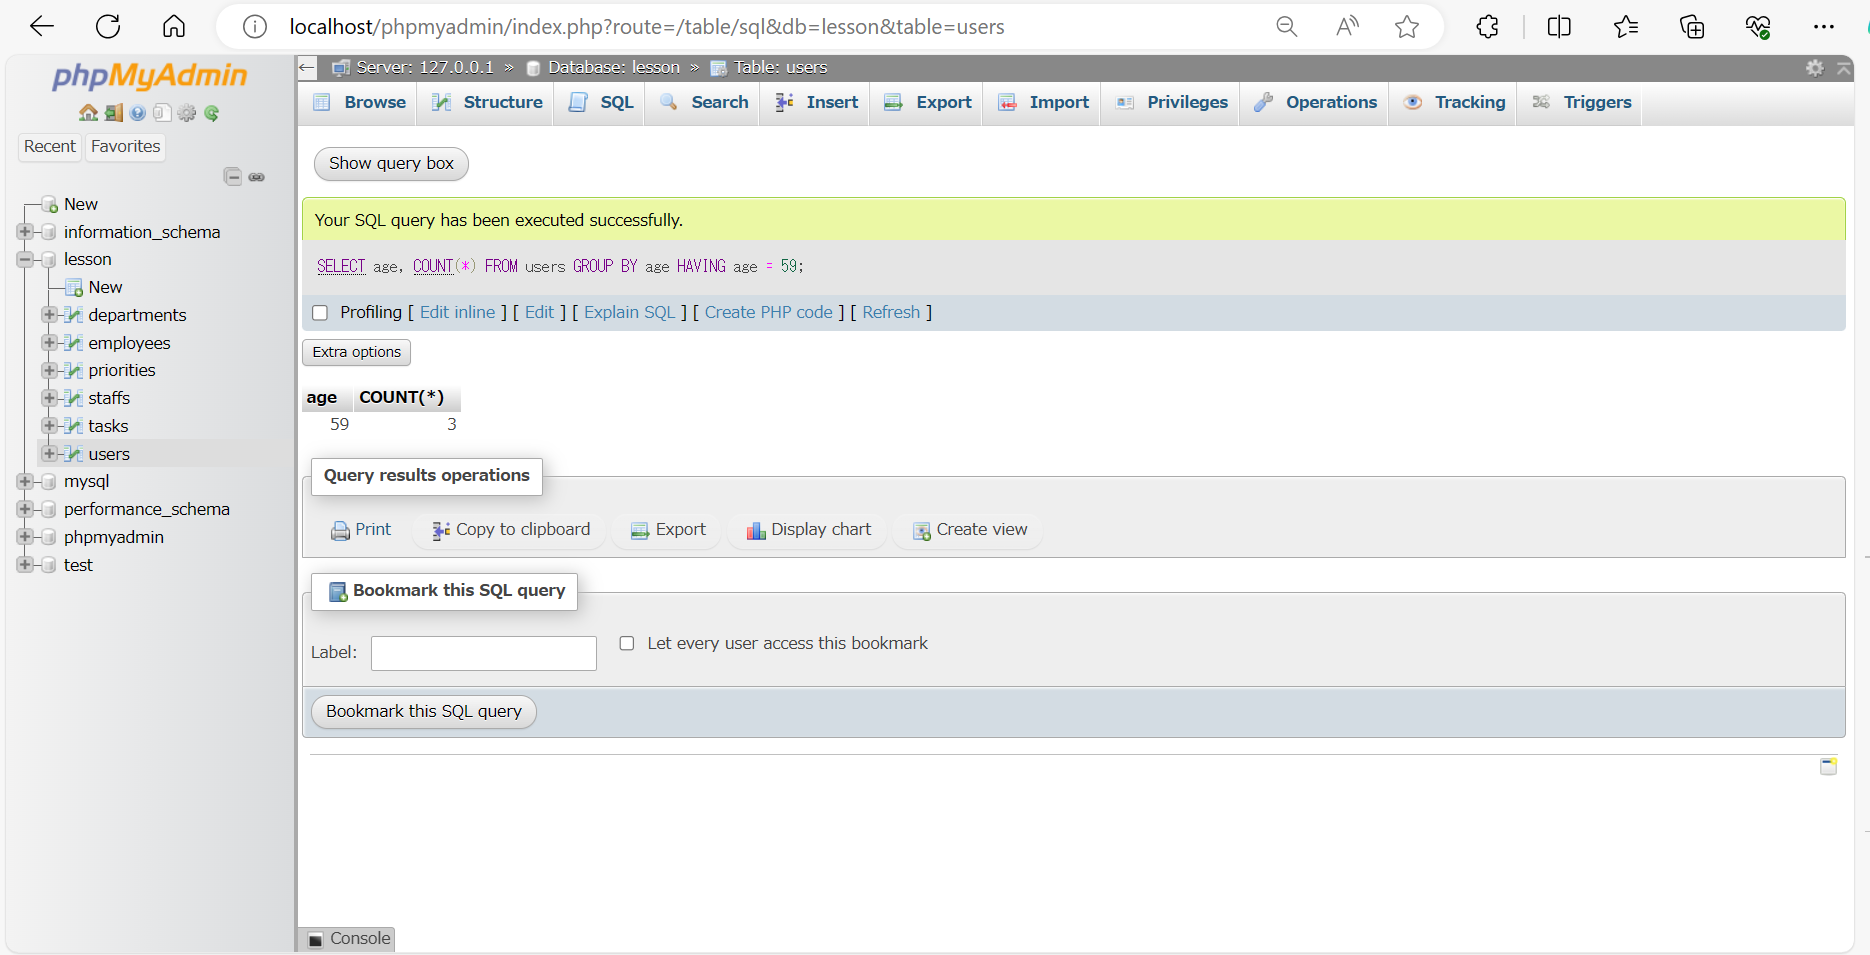 localhost/phpmyadmin/index.php?route=/table/sql&db=lesson&table=users
phpMyAdmin
Recent
Favorites
New
information_schema
lesson
New
departments
employees
priorities
staffs
tasks
users
mysql
performance_schema
phpmyadmin
test
Server: 127.0.0.1 » Database: lesson » Table: users
Browse
Structure
SQL
Search
Insert
Export
Import
Privileges
Operations
Tracking
Triggers
Show query box
Your SQL query has been executed successfully.
SELECT age, COUNT(*) FROM users GROUP BY age HAVING age = 59;
Profiling [ Edit inline ] [ Edit ] [ Explain SQL ] [ Create PHP code ] [ Refresh ]
Extra options
age COUNT(*)
59 3
Query results operations
Print
Copy to clipboard
Export
Display chart
Create view
Bookmark this SQL query
Label:
Let every user access this bookmark
Bookmark this SQL query
Console